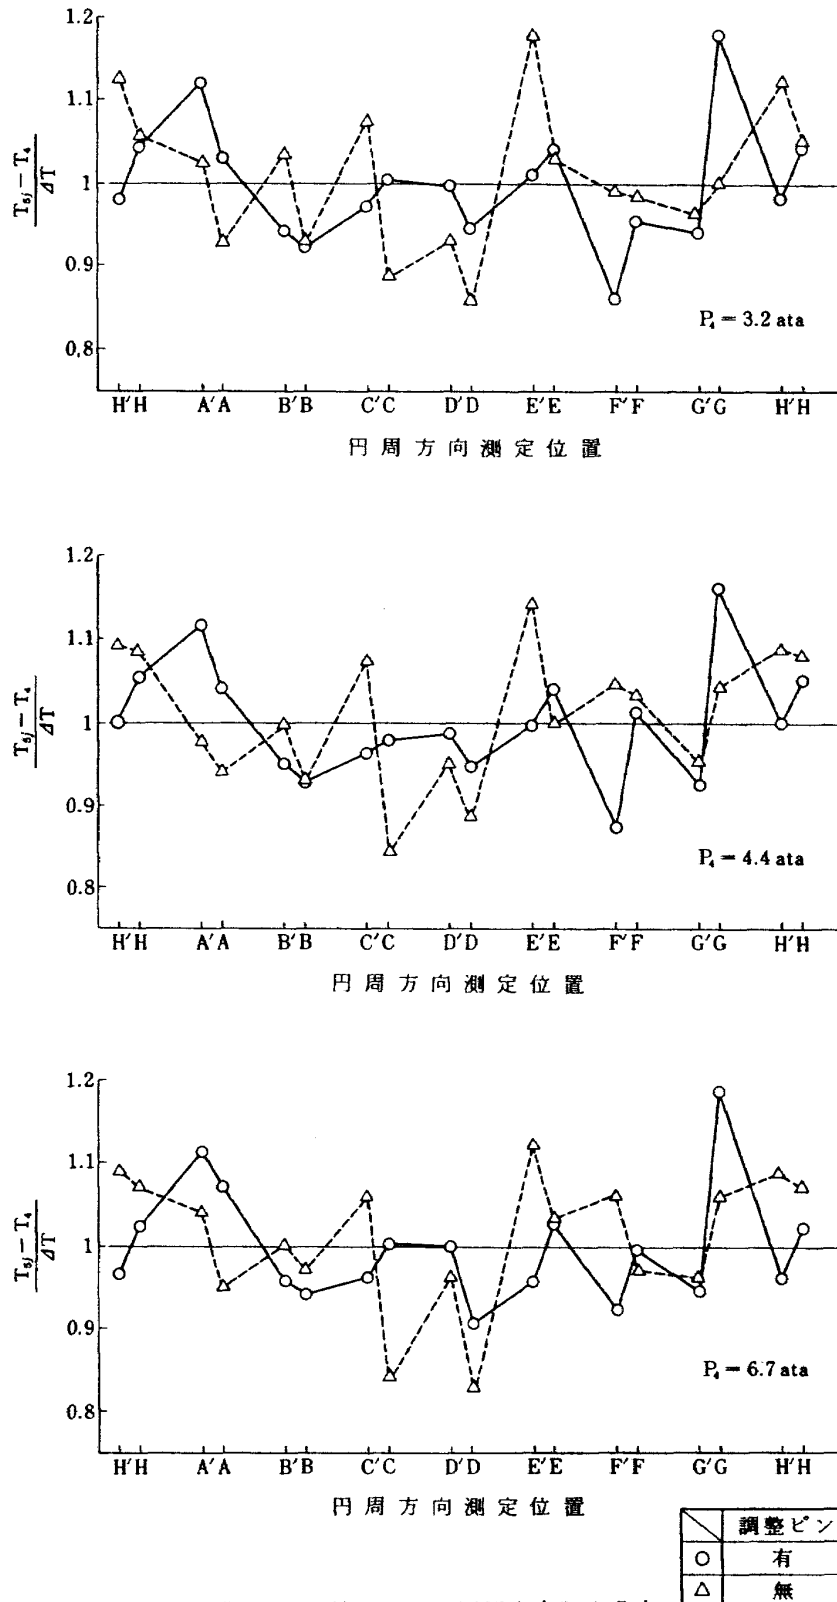 1.2
1.1
1
0.9
0.8
T₅ⱼ − T₄
ΔT
P₄ = 3.2 ata
H′ H A′ A B′ B C′ C D′ D E′ E F′ F G′ G H′ H
円周方向測定位置
1.2
1.1
1
0.9
0.8
T₅ⱼ − T₄
ΔT
P₄ = 4.4 ata
H′ H A′ A B′ B C′ C D′ D E′ E F′ F G′ G H′ H
円周方向測定位置
1.2
1.1
1
0.9
0.8
T₅ⱼ − T₄
ΔT
P₄ = 6.7 ata
H′ H A′ A B′ B C′ C D′ D E′ E F′ F G′ G H′ H
円周方向測定位置
調整ピン
○ 有
△ 無